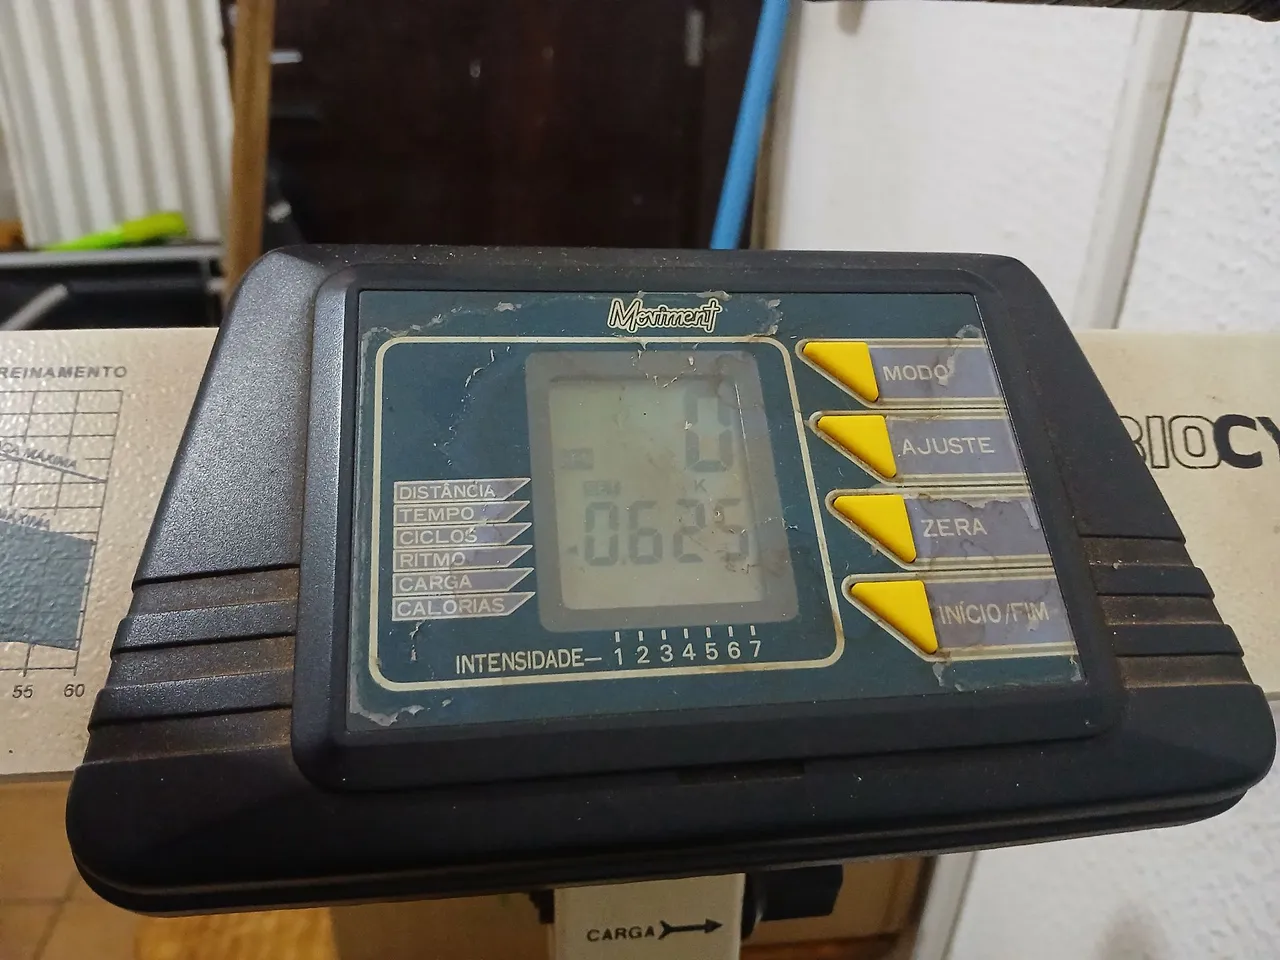 Moviment
REINAMENTO
MODO
0
AJUSTE
BIOCY
K
DISTÂNCIA
TEMPO
0.625
ZERA
CICLOS
RITMO
CARGA
CALORIAS
INÍCIO/FIM
INTENSIDADE— 1 2 3 4 5 6 7
55 60
CARGA